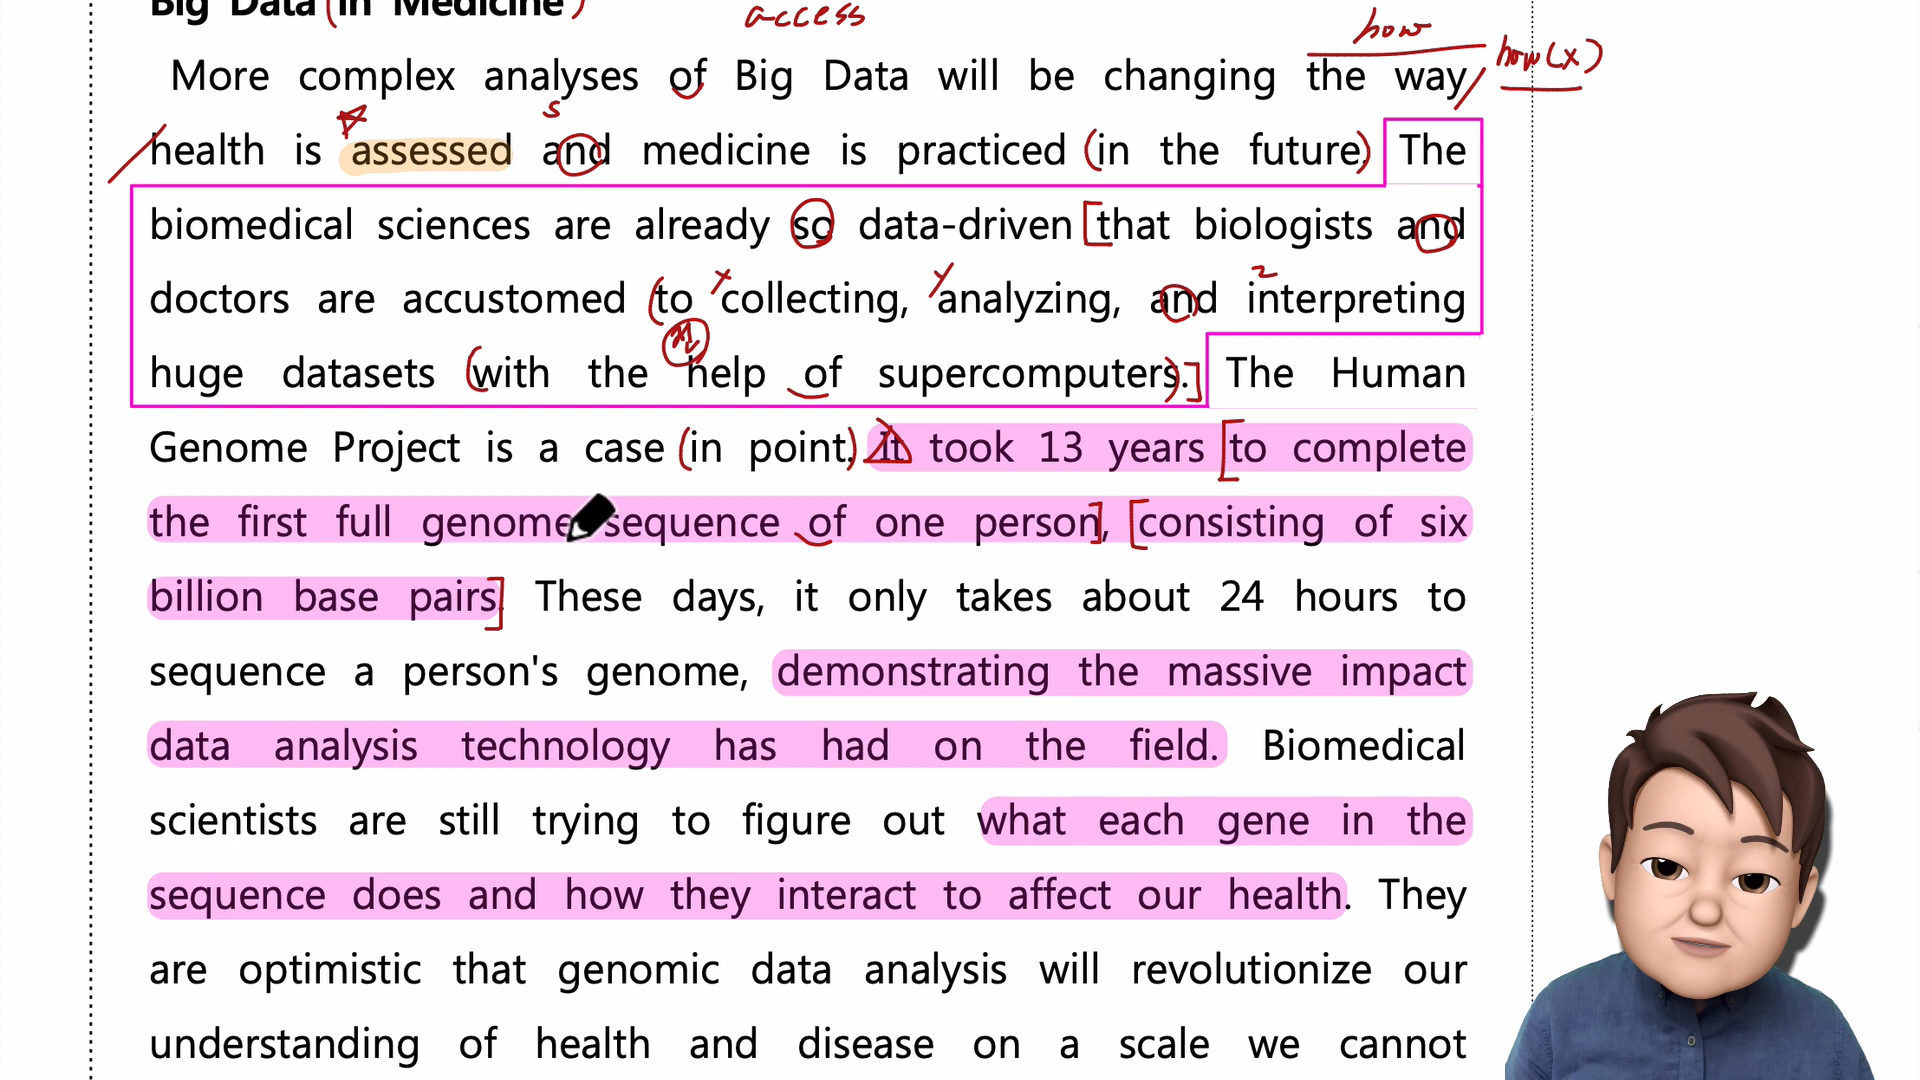 Big Data (in Medicine)
access
how
how(x)
More complex analyses of Big Data will be changing the way
s
health is assessed and medicine is practiced (in the future.) The
biomedical sciences are already so data-driven [that biologists and
x y z
doctors are accustomed (to collecting, analyzing, and interpreting
huge datasets (with the help of supercomputers).] The Human
Genome Project is a case (in point.) It took 13 years [to complete
the first full genome sequence of one person], [consisting of six
billion base pairs]. These days, it only takes about 24 hours to
sequence a person's genome, demonstrating the massive impact
data analysis technology has had on the field. Biomedical
scientists are still trying to figure out what each gene in the
sequence does and how they interact to affect our health. They
are optimistic that genomic data analysis will revolutionize our
understanding of health and disease on a scale we cannot